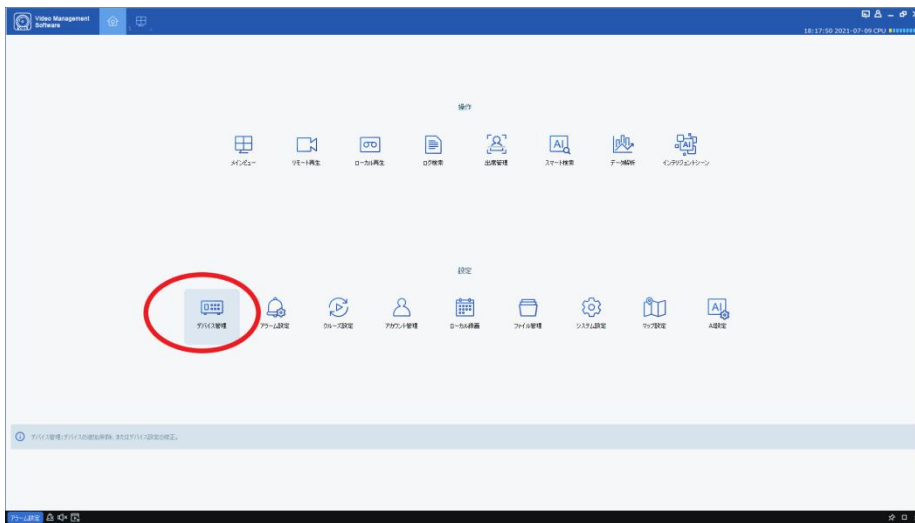 Video Management
Software
18:17:50 2021-07-09 CPU
操作
メインビュー
リモート再生
ローカル再生
ログ検索
出席管理
スマート検索
データ解析
インテリジェントシーン
設定
デバイス管理
アラーム設定
クルーズ設定
アカウント管理
ローカル録画
ファイル管理
システム設定
マップ設定
AI設定
デバイス管理:デバイスの追加/削除、またはデバイス設定の修正。
アラーム設定